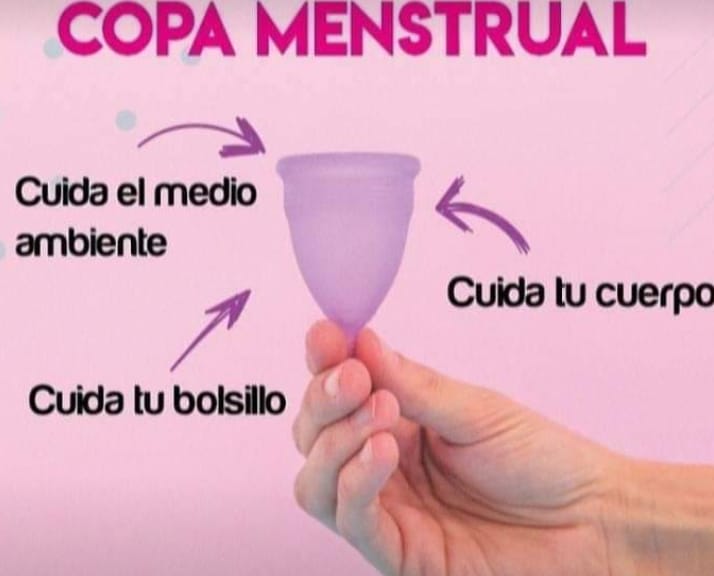 COPA MENSTRUAL
Cuida el medio
ambiente
Cuida tu cuerpo
Cuida tu bolsillo